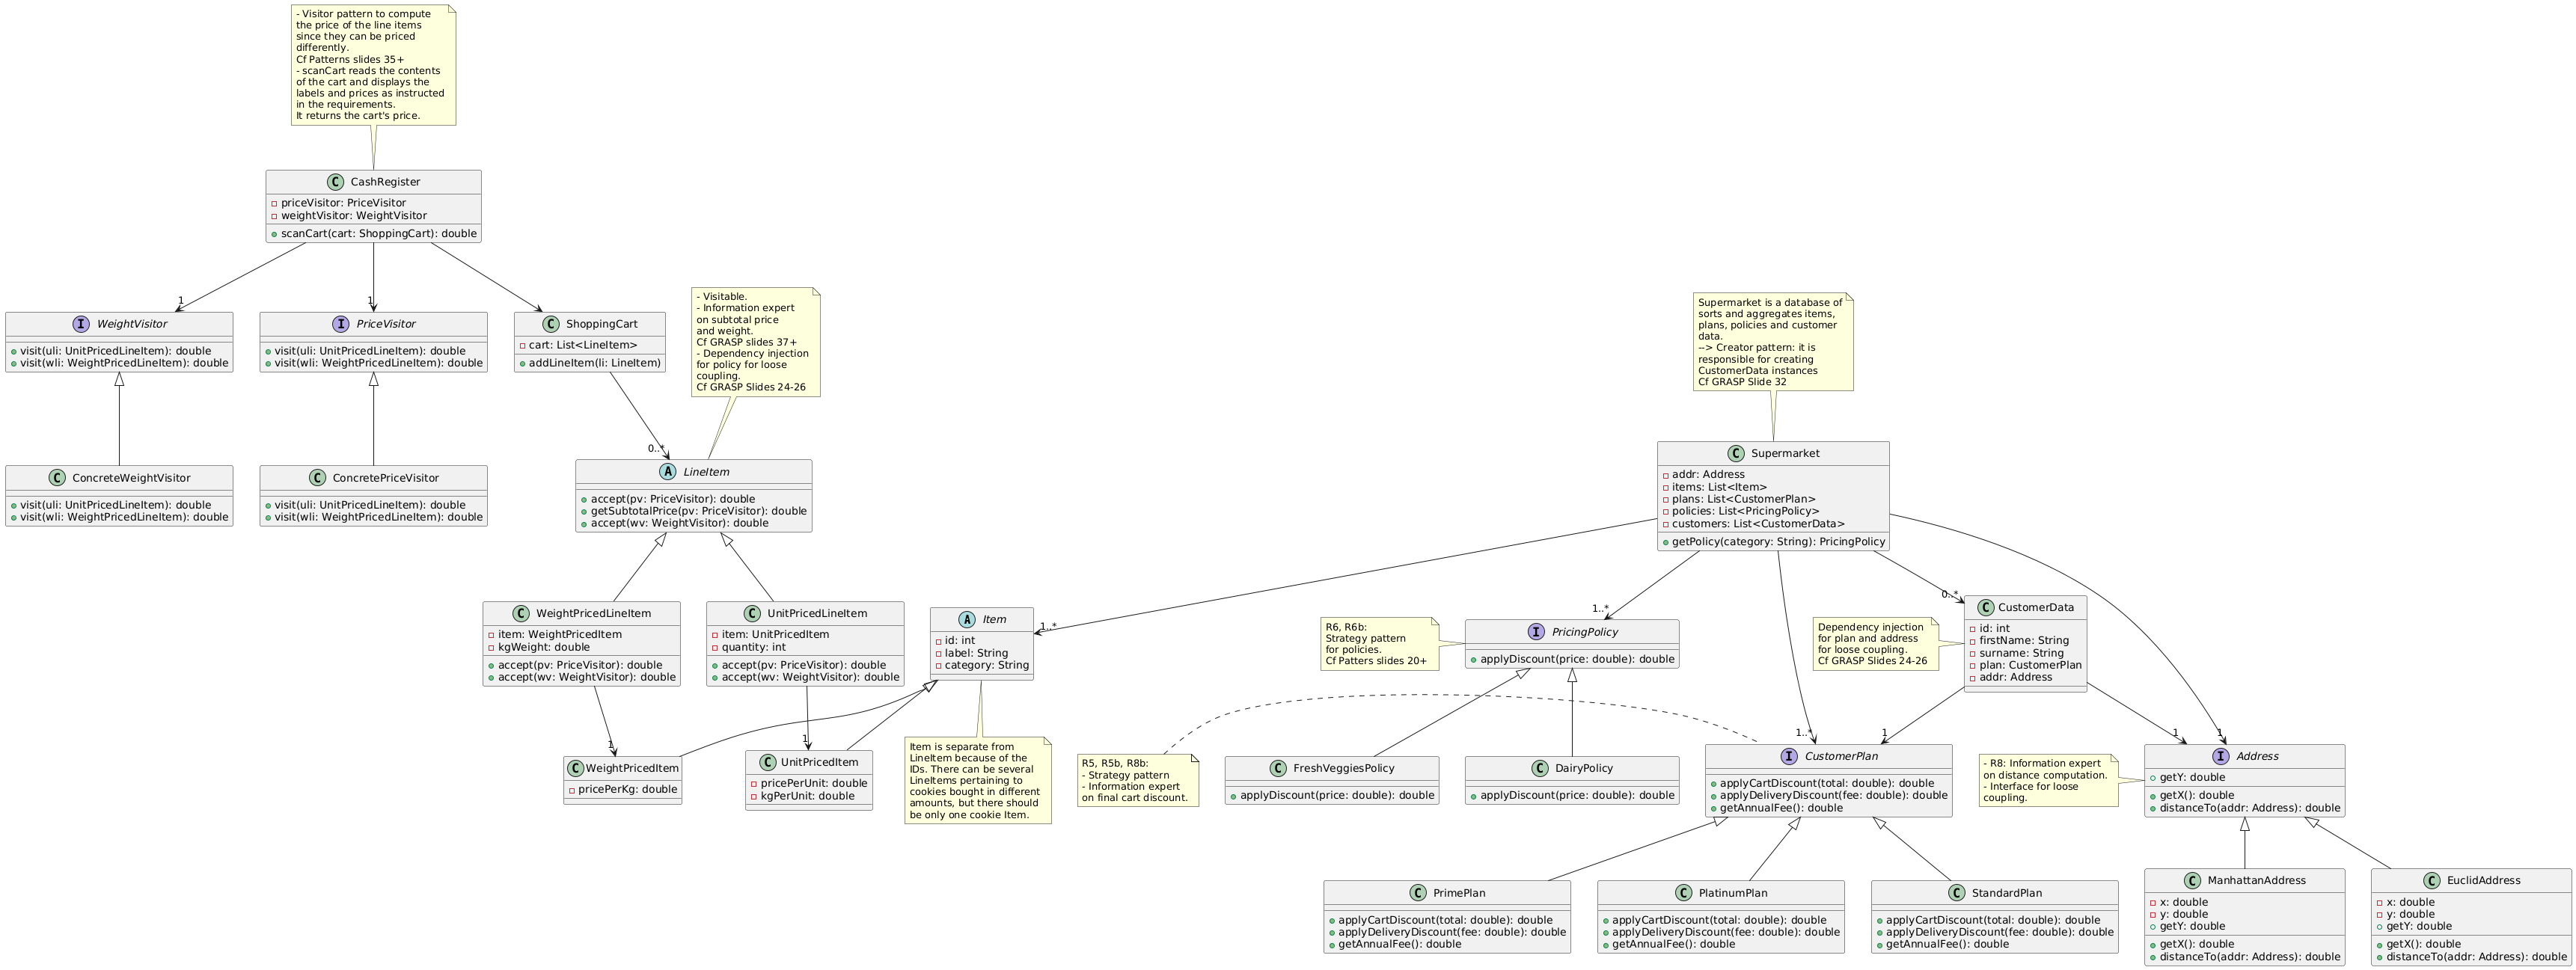 - Visitor pattern to compute
the price of the line items
since they can be priced
differently.
Cf Patterns slides 35+
- scanCart reads the contents
of the cart and displays the
labels and prices as instructed
in the requirements.
It returns the cart's price.
C CashRegister
priceVisitor: PriceVisitor
weightVisitor: WeightVisitor
scanCart(cart: ShoppingCart): double
1
1
I WeightVisitor
visit(uli: UnitPricedLineItem): double
visit(wli: WeightPricedLineItem): double
I PriceVisitor
visit(uli: UnitPricedLineItem): double
visit(wli: WeightPricedLineItem): double
C ShoppingCart
cart: List<LineItem>
addLineItem(li: LineItem)
- Visitable.
- Information expert
on subtotal price
and weight.
Cf GRASP slides 37+
- Dependency injection
for policy for loose
coupling.
Cf GRASP Slides 24-26
Supermarket is a database of
sorts and aggregates items,
plans, policies and customer
data.
--> Creator pattern: it is
responsible for creating
CustomerData instances
Cf GRASP Slide 32
0..*
C ConcreteWeightVisitor
visit(uli: UnitPricedLineItem): double
visit(wli: WeightPricedLineItem): double
C ConcretePriceVisitor
visit(uli: UnitPricedLineItem): double
visit(wli: WeightPricedLineItem): double
A LineItem
accept(pv: PriceVisitor): double
getSubtotalPrice(pv: PriceVisitor): double
accept(wv: WeightVisitor): double
C Supermarket
addr: Address
items: List<Item>
plans: List<CustomerPlan>
policies: List<PricingPolicy>
customers: List<CustomerData>
getPolicy(category: String): PricingPolicy
C WeightPricedLineItem
item: WeightPricedItem
kgWeight: double
accept(pv: PriceVisitor): double
accept(wv: WeightVisitor): double
C UnitPricedLineItem
item: UnitPricedItem
quantity: int
accept(pv: PriceVisitor): double
accept(wv: WeightVisitor): double
A Item
id: int
label: String
category: String
1..*
1..*
0..*
R6, R6b:
Strategy pattern
for policies.
Cf Patters slides 20+
I PricingPolicy
applyDiscount(price: double): double
Dependency injection
for plan and address
for loose coupling.
Cf GRASP Slides 24-26
C CustomerData
id: int
firstName: String
surname: String
plan: CustomerPlan
addr: Address
1
1
1..*
1
1
1
C WeightPricedItem
pricePerKg: double
C UnitPricedItem
pricePerUnit: double
kgPerUnit: double
Item is separate from
LineItem because of the
IDs. There can be several
LineItems pertaining to
cookies bought in different
amounts, but there should
be only one cookie Item.
R5, R5b, R8b:
- Strategy pattern
- Information expert
on final cart discount.
C FreshVeggiesPolicy
applyDiscount(price: double): double
C DairyPolicy
applyDiscount(price: double): double
I CustomerPlan
applyCartDiscount(total: double): double
applyDeliveryDiscount(fee: double): double
getAnnualFee(): double
- R8: Information expert
on distance computation.
- Interface for loose
coupling.
I Address
getY: double
getX(): double
distanceTo(addr: Address): double
C PrimePlan
applyCartDiscount(total: double): double
applyDeliveryDiscount(fee: double): double
getAnnualFee(): double
C PlatinumPlan
applyCartDiscount(total: double): double
applyDeliveryDiscount(fee: double): double
getAnnualFee(): double
C StandardPlan
applyCartDiscount(total: double): double
applyDeliveryDiscount(fee: double): double
getAnnualFee(): double
C ManhattanAddress
x: double
y: double
getY: double
getX(): double
distanceTo(addr: Address): double
C EuclidAddress
x: double
y: double
getY: double
getX(): double
distanceTo(addr: Address): double